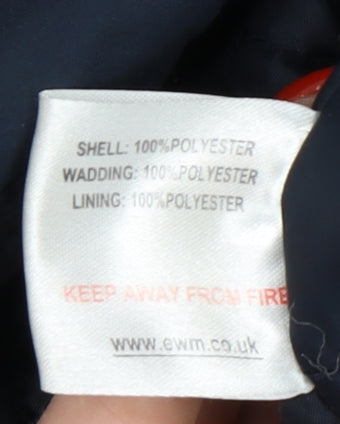 SHELL: 100%POLYESTER
WADDING: 100%POLYESTER
LINING: 100%POLYESTER
KEEP AWAY FROM FIRE
www.ewm.co.uk